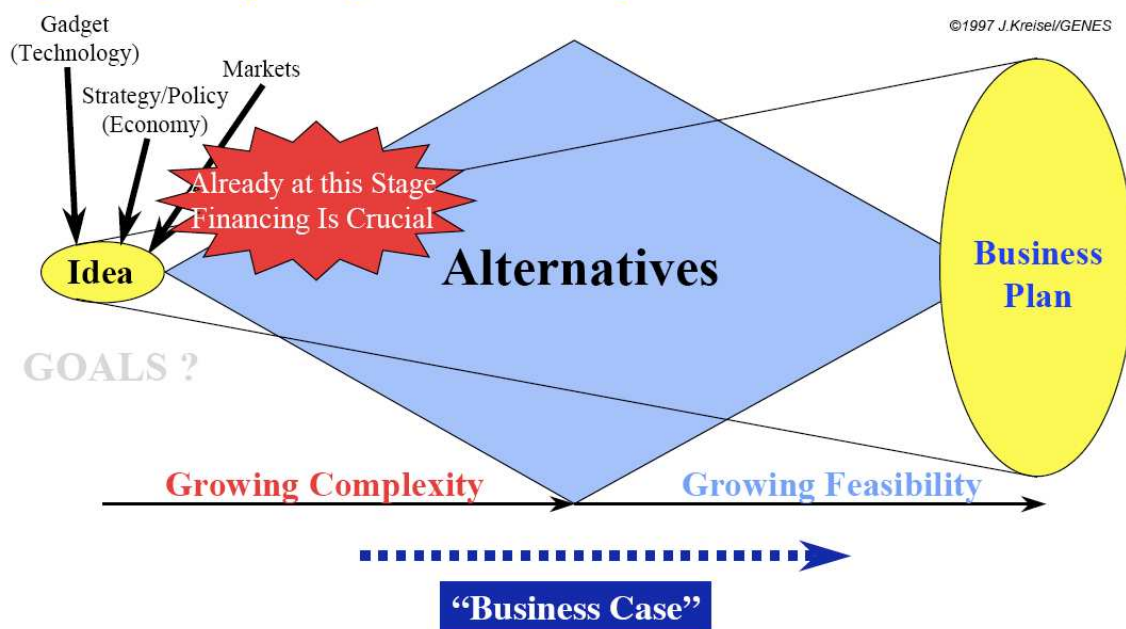 ©1997 J.Kreisel/GENES
Gadget
(Technology)
Markets
Strategy/Policy
(Economy)
Already at this Stage
Financing Is Crucial
Idea
Alternatives
Business
Plan
GOALS ?
Growing Complexity
Growing Feasibility
“Business Case”